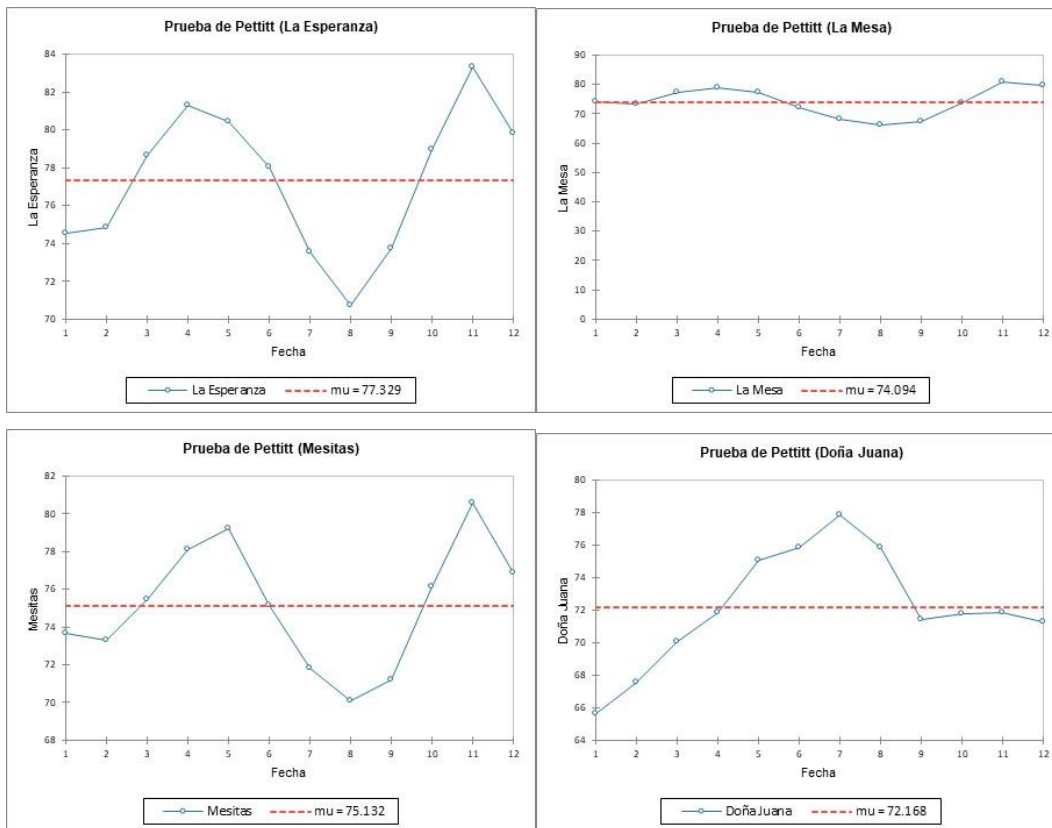 Prueba de Pettitt (La Esperanza)
84
82
80
78
76
74
72
70
La Esperanza
1 2 3 4 5 6 7 8 9 10 11 12
Fecha
La Esperanza mu = 77.329
Prueba de Pettitt (La Mesa)
90
80
70
60
50
40
30
20
10
0
La Mesa
1 2 3 4 5 6 7 8 9 10 11 12
Fecha
La Mesa mu = 74.094
Prueba de Pettitt (Mesitas)
82
80
78
76
74
72
70
68
Mesitas
1 2 3 4 5 6 7 8 9 10 11 12
Fecha
Mesitas mu = 75.132
Prueba de Pettitt (Doña Juana)
80
78
76
74
72
70
68
66
64
Doña Juana
1 2 3 4 5 6 7 8 9 10 11 12
Fecha
Doña Juana mu = 72.168